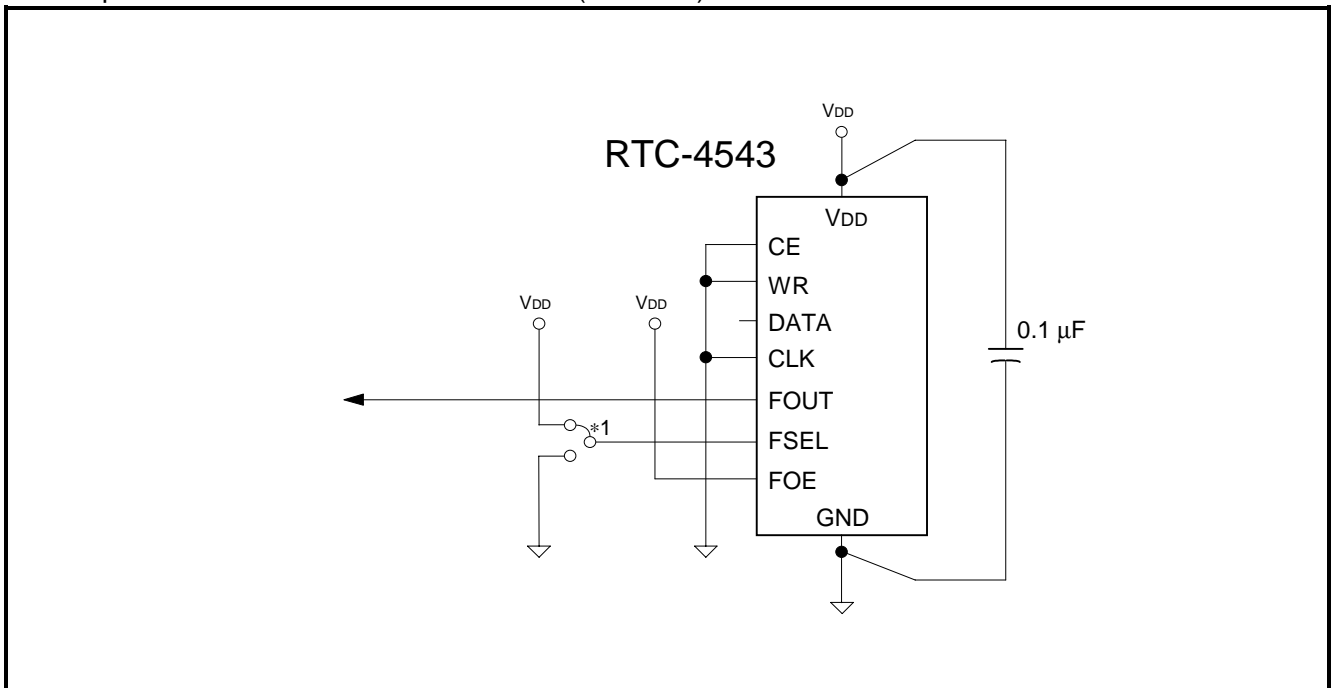 VDD
RTC-4543
VDD
CE
WR
VDD
VDD
DATA
0.1 μF
CLK
FOUT
*1
FSEL
FOE
GND